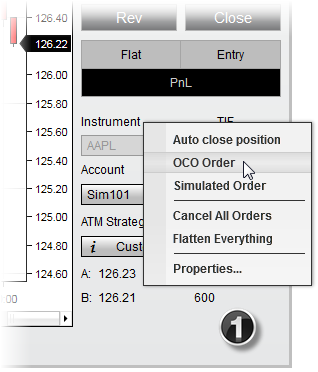 126.40
Rev Close
126.22
Flat Entry
126.00
PnL
125.80
125.60
Instrument TIF
125.40
AAPL
Auto close position
125.20
Account
OCO Order
125.00
Sim101
Simulated Order
124.80
ATM Strateg
Cancel All Orders
i Cust
Flatten Everything
124.60
A: 126.23
Properties...
B: 126.21 600
:00
1